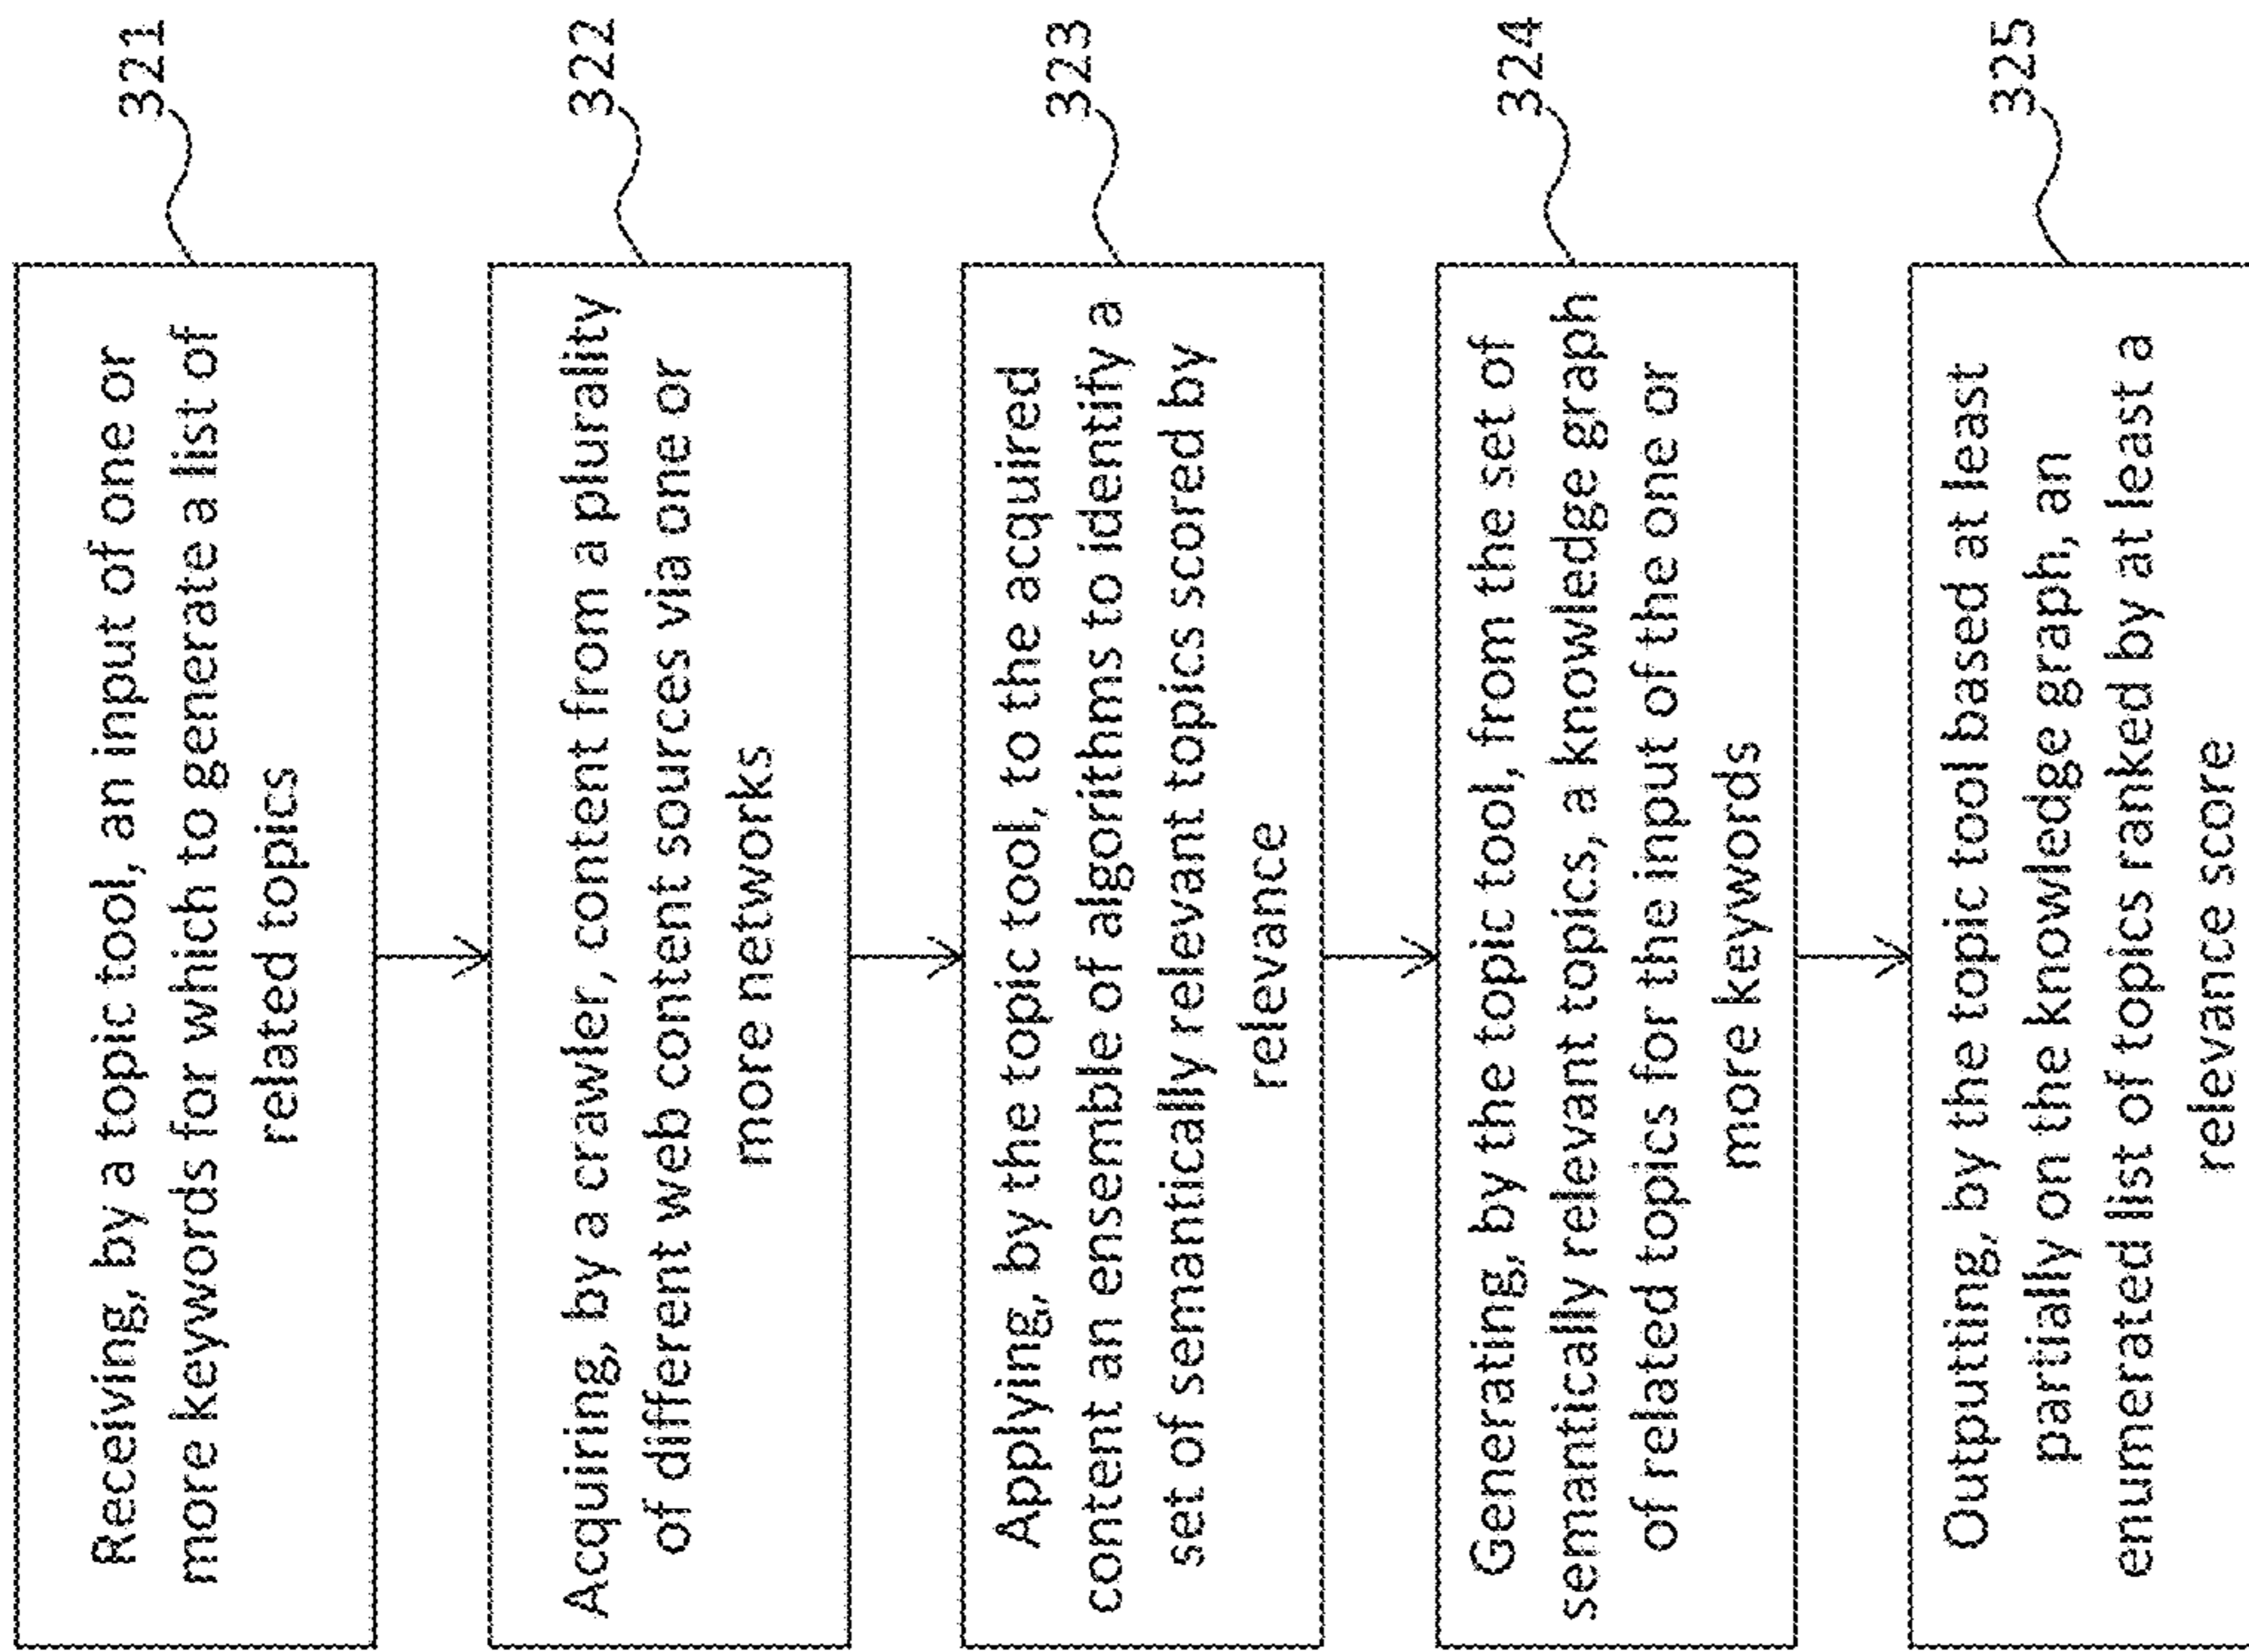 Receiving, by a topic tool, an input of one or
more keywords for which to generate a list of
related topics
321
Acquiring, by a crawler, content from a plurality
of different web content sources via one or
more networks
322
Applying, by the topic tool, to the acquired
content an ensemble of algorithms to identify a
set of semantically relevant topics scored by
relevance
323
Generating, by the topic tool, from the set of
semantically relevant topics, a knowledge graph
of related topics for the input of the one or
more keywords
324
Outputting, by the topic tool based at least
partially on the knowledge graph, an
enumerated list of topics ranked by at least a
relevance score
325